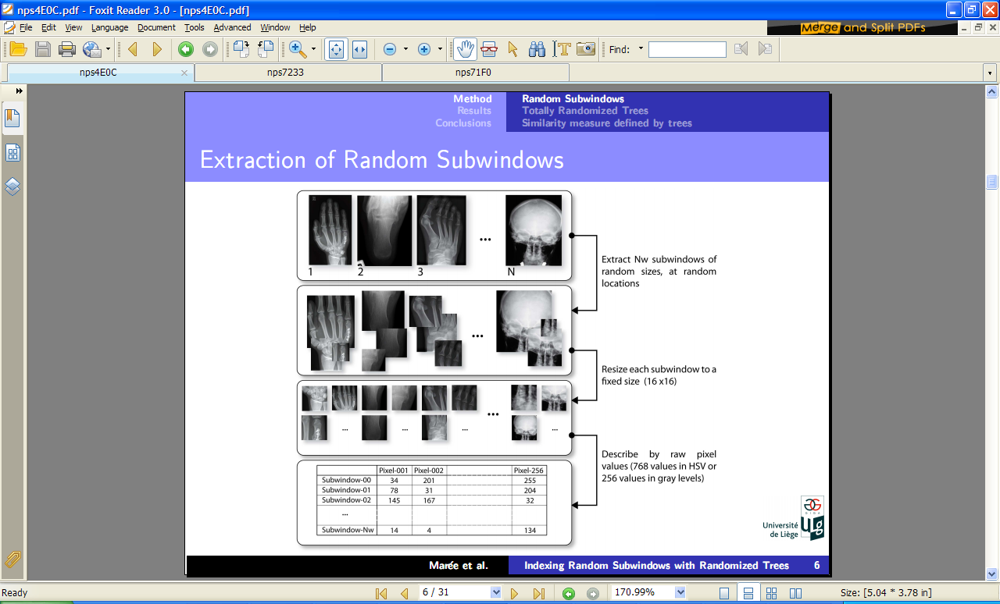 nps4E0C.pdf - Foxit Reader 3.0 - [nps4E0C.pdf]
File Edit View Language Document Tools Advanced Window Help
Merge and Split PDFs
Find:
nps4E0C
nps7233
nps71F0
Method
Results
Conclusions
Random Subwindows
Totally Randomized Trees
Similarity measure defined by trees
Extraction of Random Subwindows
1 2 3 ... N
Extract Nw subwindows of
random sizes, at random
locations
...
Resize each subwindow to a
fixed size (16 x16)
...
... ... ... ...
Describe by raw pixel
values (768 values in HSV or
256 values in gray levels)
Pixel-001 Pixel-002 Pixel-256
Subwindow-00 34 201 255
Subwindow-01 78 31 204
Subwindow-02 145 167 32
...
Subwindow-Nw 14 4 134
Université
de Liège
ULg
Marée et al.
Indexing Random Subwindows with Randomized Trees 6
Ready
6 / 31
170.99%
Size: [5.04 * 3.78 in]